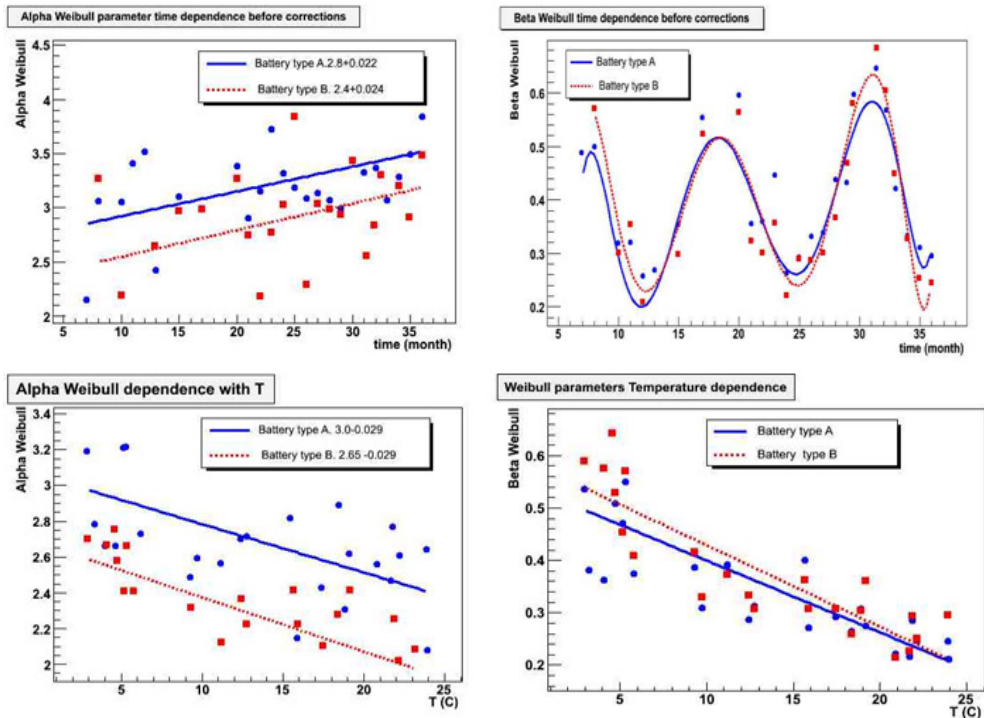 Alpha Weibull parameter time dependence before corrections
Alpha Weibull
4.5
4
3.5
3
2.5
2
Battery type A.2.8+0.022
Battery type B. 2.4+0.024
5 10 15 20 25 30 35
time (month)
Beta Weibull time dependence before corrections
Beta Weibull
0.6
0.5
0.4
0.3
0.2
Battery type A
Battery type B
5 10 15 20 25 30 35
time (month)
Alpha Weibull dependence with T
Alpha Weibull
3.4
3.2
3
2.8
2.6
2.4
2.2
2
Battery type A. 3.0-0.029
Battery type B. 2.65 -0.029
5 10 15 20 25
T (C)
Weibull parameters Temperature dependence
Beta Weibull
0.6
0.5
0.4
0.3
0.2
Battery type A
Battery type B
5 10 15 20 25
T (C)